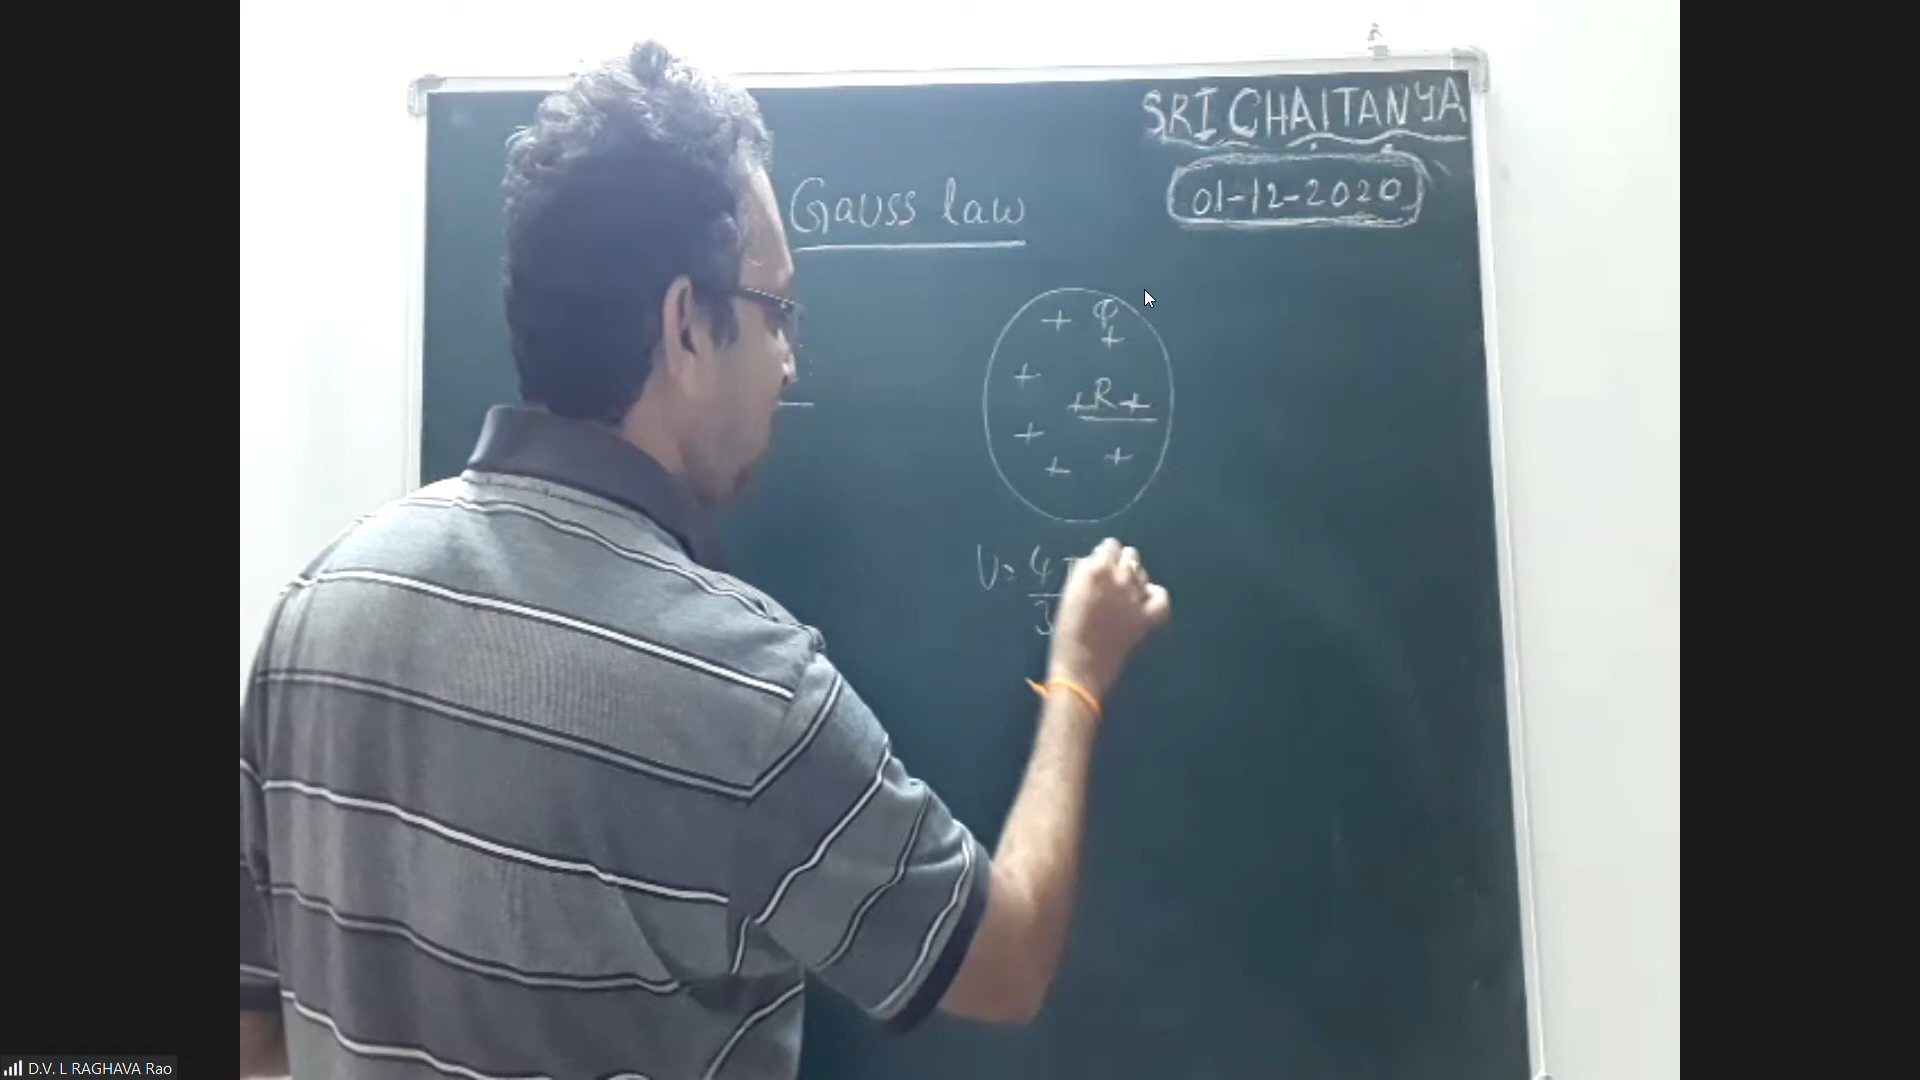 SRI CHAITANYA
01-12-2020
Gauss law
+ Q
+
+
+R+
+
+ +
V = 4
3
D.V. L RAGHAVA Rao